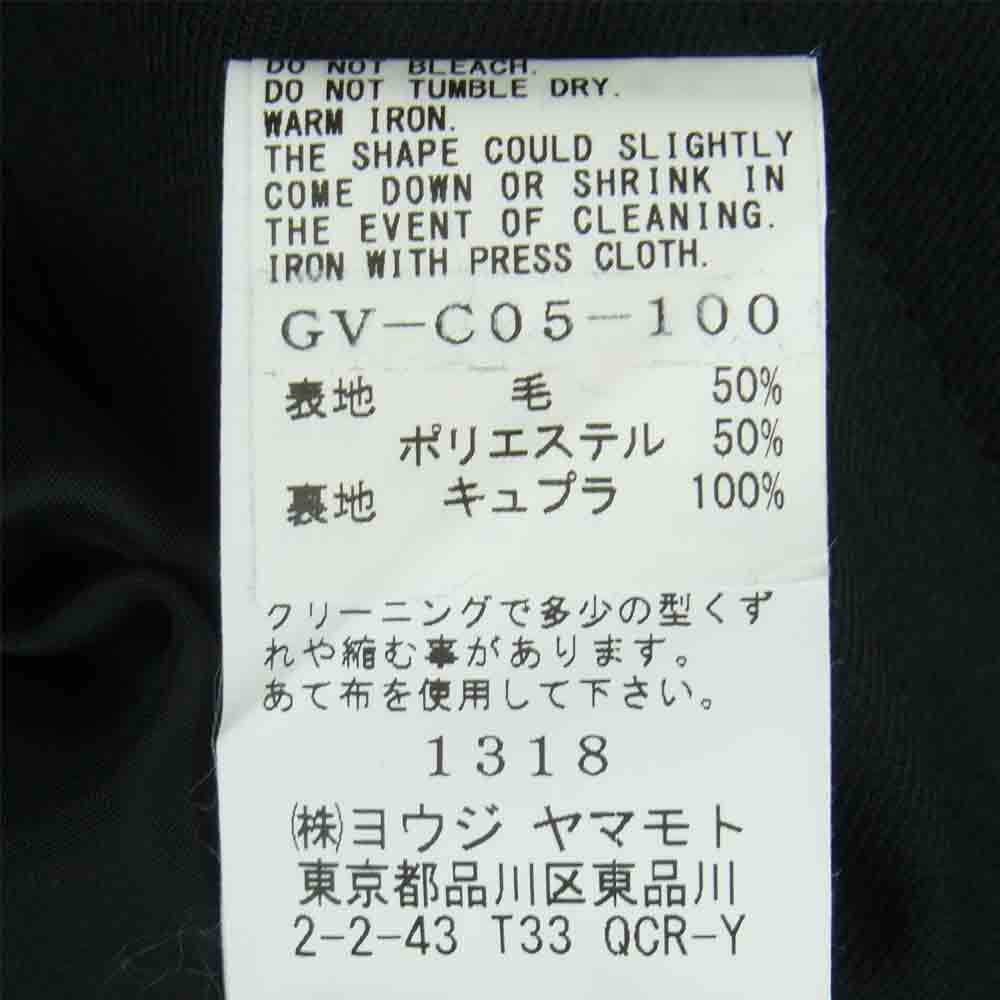 DO NOT BLEACH.
DO NOT TUMBLE DRY.
WARM IRON.
THE SHAPE COULD SLIGHTLY
COME DOWN OR SHRINK IN
THE EVENT OF CLEANING.
IRON WITH PRESS CLOTH.
GV-C05-100
表地 毛 50%
ポリエステル 50%
裏地 キュプラ 100%
クリーニングで多少の型くず
れや縮む事があります。
あて布を使用して下さい。
1318
(株)ヨウジ ヤマモト
東京都品川区東品川
2-2-43 T33 QCR-Y